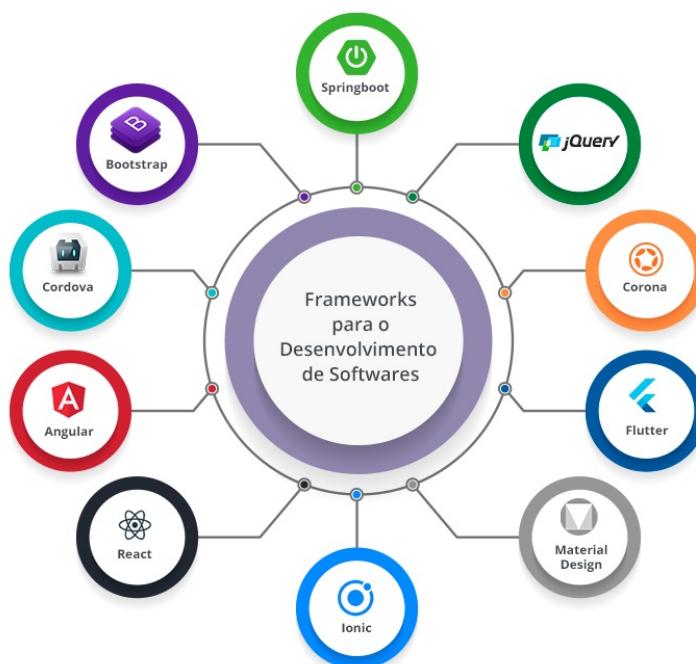 Springboot
Bootstrap
jQuery
Cordova
Corona
Frameworks
para o
Desenvolvimento
de Softwares
Angular
Flutter
React
Material
Design
Ionic